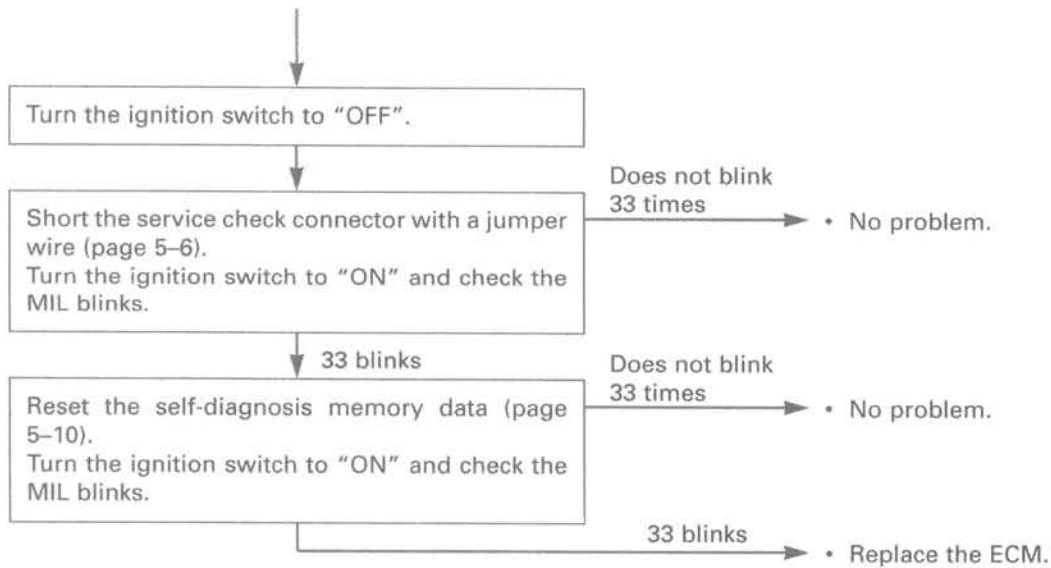 Turn the ignition switch to “OFF”.
Does not blink
33 times
Short the service check connector with a jumper
wire (page 5–6).
Turn the ignition switch to “ON” and check the
MIL blinks.
• No problem.
33 blinks
Does not blink
33 times
Reset the self-diagnosis memory data (page
5–10).
Turn the ignition switch to “ON” and check the
MIL blinks.
• No problem.
33 blinks
• Replace the ECM.